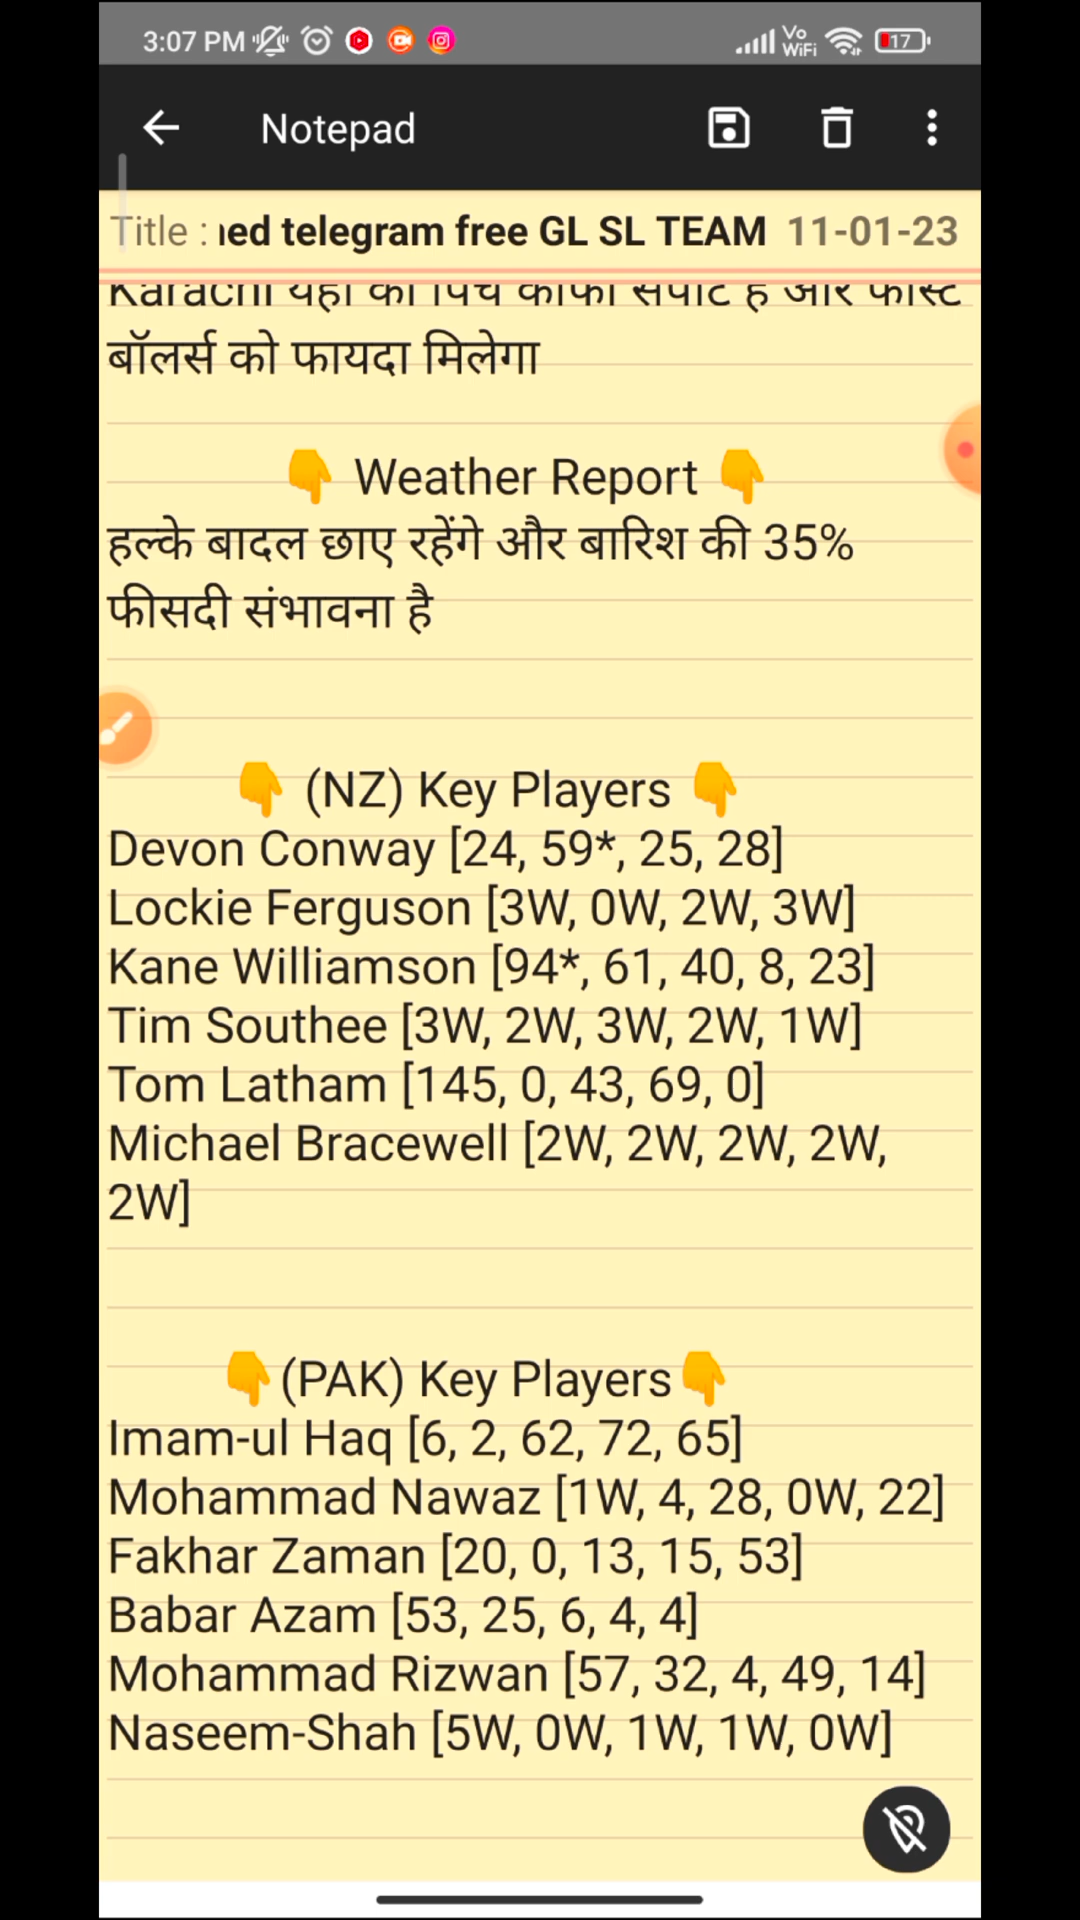 3:07 PM
Vo
WiFi
17
Notepad
Title : ned telegram free GL SL TEAM 11-01-23
Karachi यहां की पिच काफी सपाट है और फास्ट
बॉलर्स को फायदा मिलेगा
👇 Weather Report 👇
हल्के बादल छाए रहेंगे और बारिश की 35%
फीसदी संभावना है
👇 (NZ) Key Players 👇
Devon Conway [24, 59*, 25, 28]
Lockie Ferguson [3W, 0W, 2W, 3W]
Kane Williamson [94*, 61, 40, 8, 23]
Tim Southee [3W, 2W, 3W, 2W, 1W]
Tom Latham [145, 0, 43, 69, 0]
Michael Bracewell [2W, 2W, 2W, 2W,
2W]
👇(PAK) Key Players👇
Imam-ul Haq [6, 2, 62, 72, 65]
Mohammad Nawaz [1W, 4, 28, 0W, 22]
Fakhar Zaman [20, 0, 13, 15, 53]
Babar Azam [53, 25, 6, 4, 4]
Mohammad Rizwan [57, 32, 4, 49, 14]
Naseem-Shah [5W, 0W, 1W, 1W, 0W]